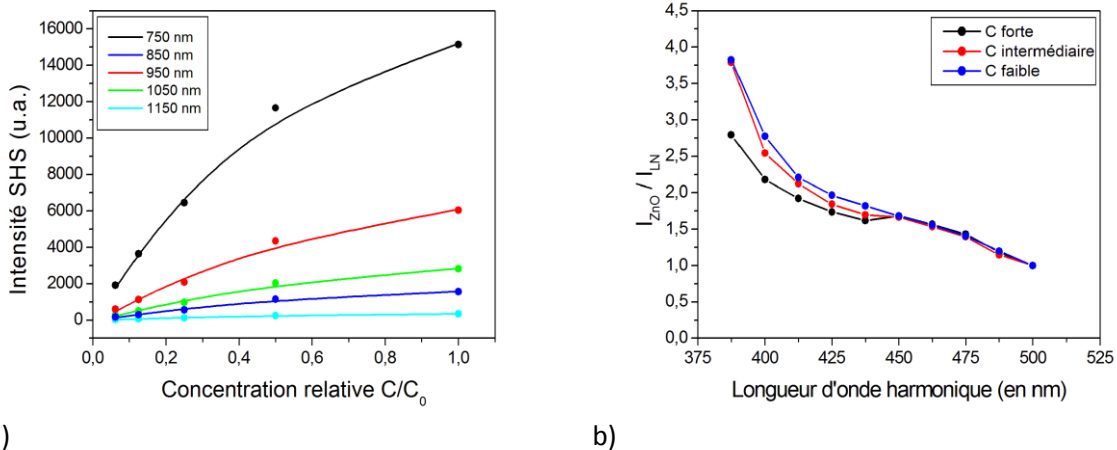 16000
14000
12000
10000
8000
6000
4000
2000
0
Intensité SHS (u.a.)
750 nm
850 nm
950 nm
1050 nm
1150 nm
0,0 0,2 0,4 0,6 0,8 1,0
Concentration relative C/C0
)
4,5
4,0
3,5
3,0
2,5
2,0
1,5
1,0
0,5
0,0
IZnO / ILN
C forte
C intermédiaire
C faible
375 400 425 450 475 500 525
Longueur d'onde harmonique (en nm)
b)